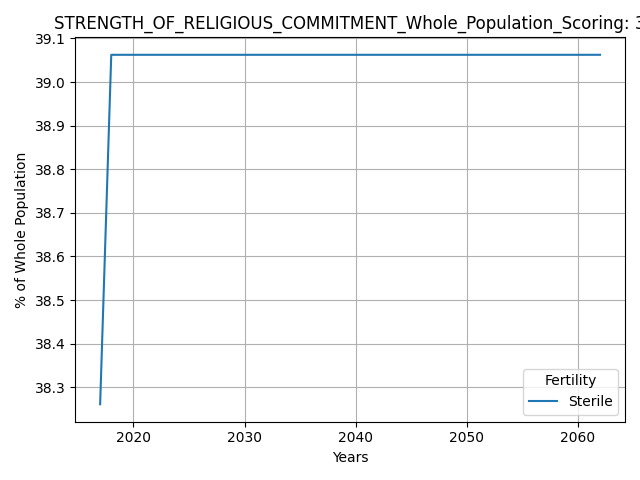 STRENGTH_OF_RELIGIOUS_COMMITMENT_Whole_Population_Scoring: 3
39.1
39.0
38.9
38.8
38.7
38.6
38.5
38.4
38.3
% of Whole Population
Fertility
Sterile
2020 2030 2040 2050 2060
Years